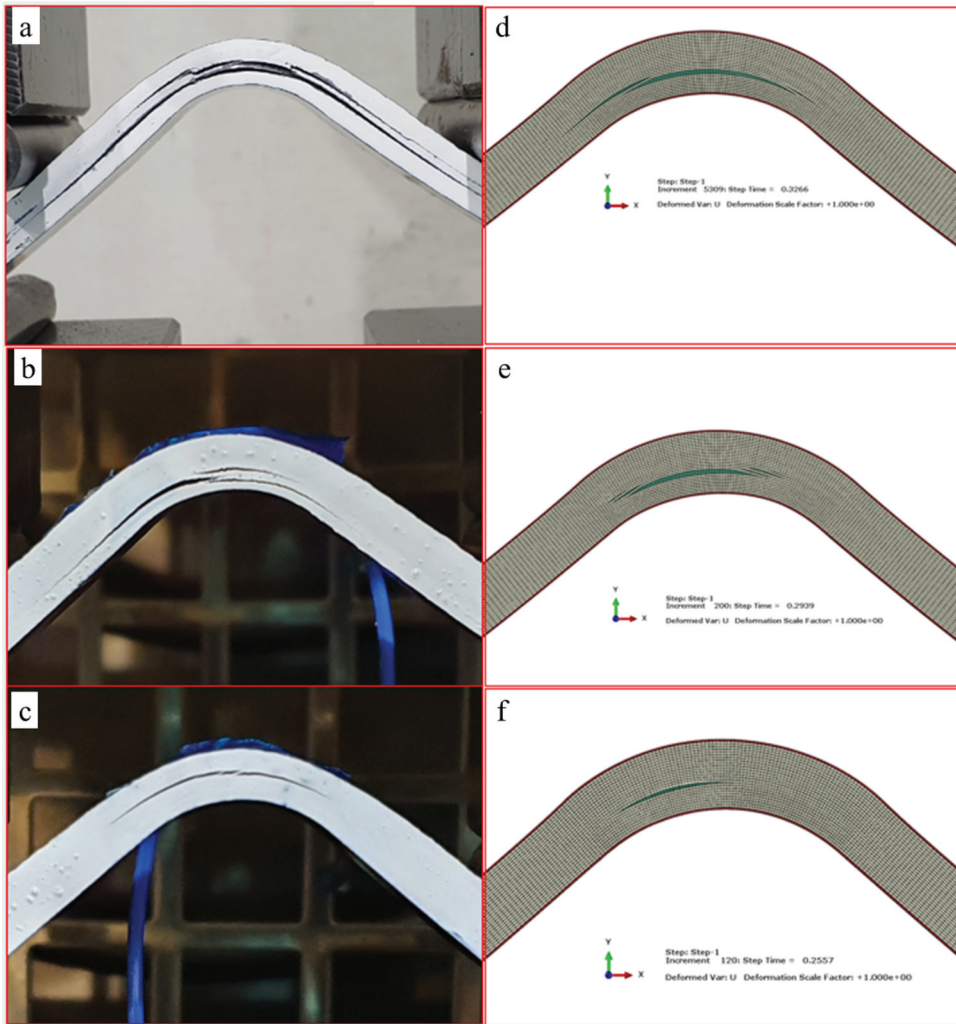 a
d
Y
X
Step: Step-1
Increment 5309: Step Time = 0.3266
Deformed Var: U Deformation Scale Factor: +1.000e+00
b
e
Y
X
Step: Step-1
Increment 200: Step Time = 0.2939
Deformed Var: U Deformation Scale Factor: +1.000e+00
c
f
Y
X
Step: Step-1
Increment 120: Step Time = 0.2557
Deformed Var: U Deformation Scale Factor: +1.000e+00